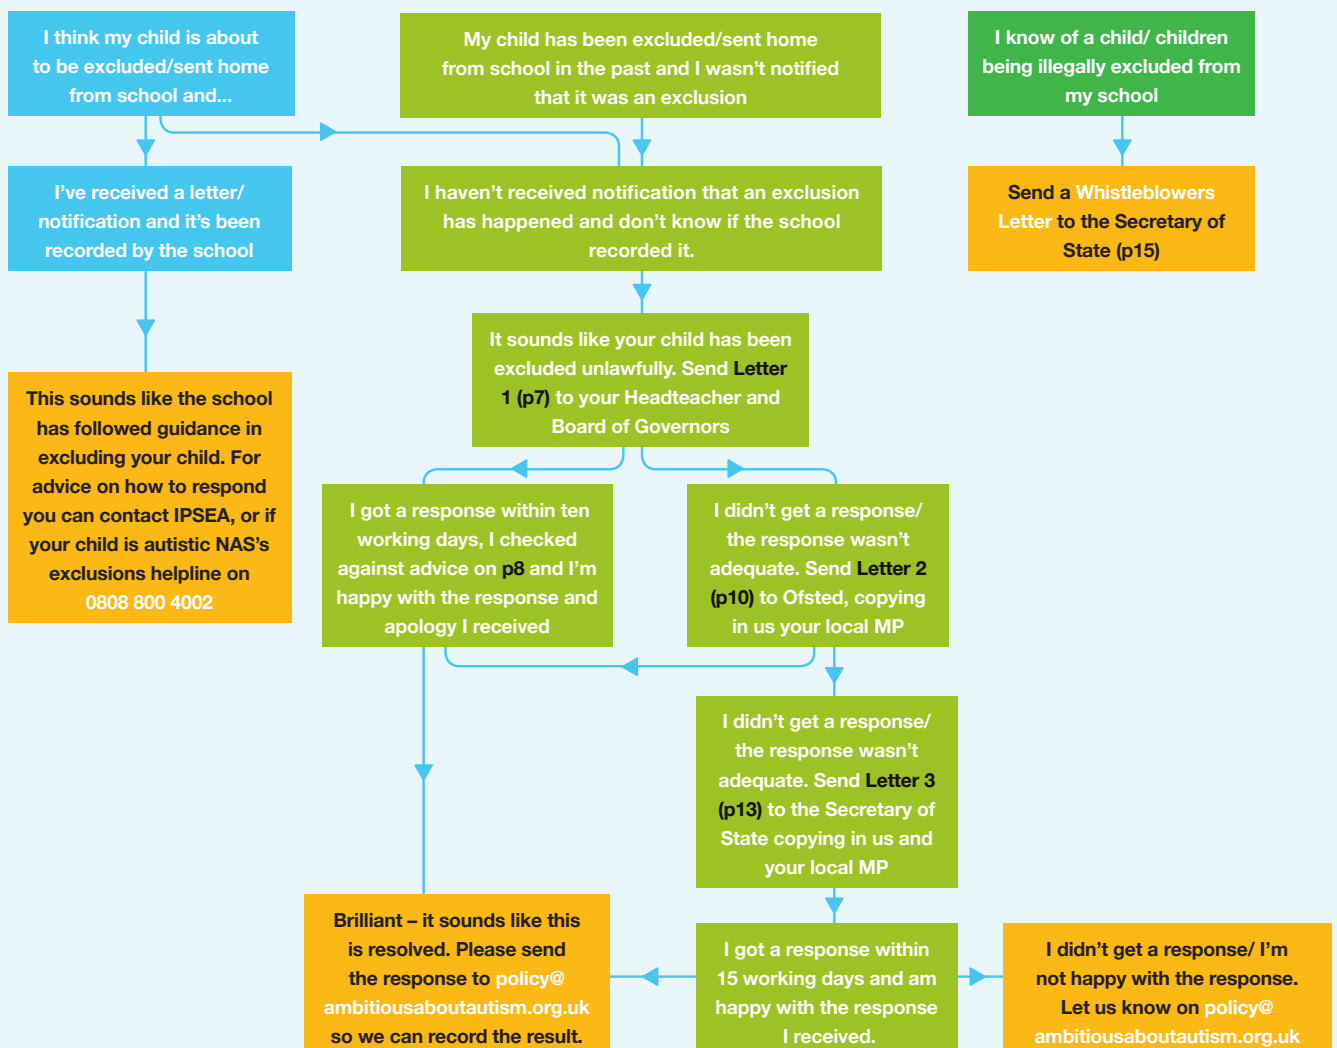 I think my child is about
to be excluded/sent home
from school and...
My child has been excluded/sent home
from school in the past and I wasn’t notified
that it was an exclusion
I know of a child/ children
being illegally excluded from
my school
I’ve received a letter/
notification and it’s been
recorded by the school
I haven’t received notification that an exclusion
has happened and don’t know if the school
recorded it.
Send a Whistleblowers
Letter to the Secretary of
State (p15)
It sounds like your child has been
excluded unlawfully. Send Letter
1 (p7) to your Headteacher and
Board of Governors
This sounds like the school
has followed guidance in
excluding your child. For
advice on how to respond
you can contact IPSEA, or if
your child is autistic NAS’s
exclusions helpline on
0808 800 4002
I got a response within ten
working days, I checked
against advice on p8 and I’m
happy with the response and
apology I received
I didn’t get a response/
the response wasn’t
adequate. Send Letter 2
(p10) to Ofsted, copying
in us your local MP
I didn’t get a response/
the response wasn’t
adequate. Send Letter 3
(p13) to the Secretary of
State copying in us and
your local MP
Brilliant – it sounds like this
is resolved. Please send
the response to policy@
ambitiousaboutautism.org.uk
so we can record the result.
I got a response within
15 working days and am
happy with the response
I received.
I didn’t get a response/ I’m
not happy with the response.
Let us know on policy@
ambitiousaboutautism.org.uk